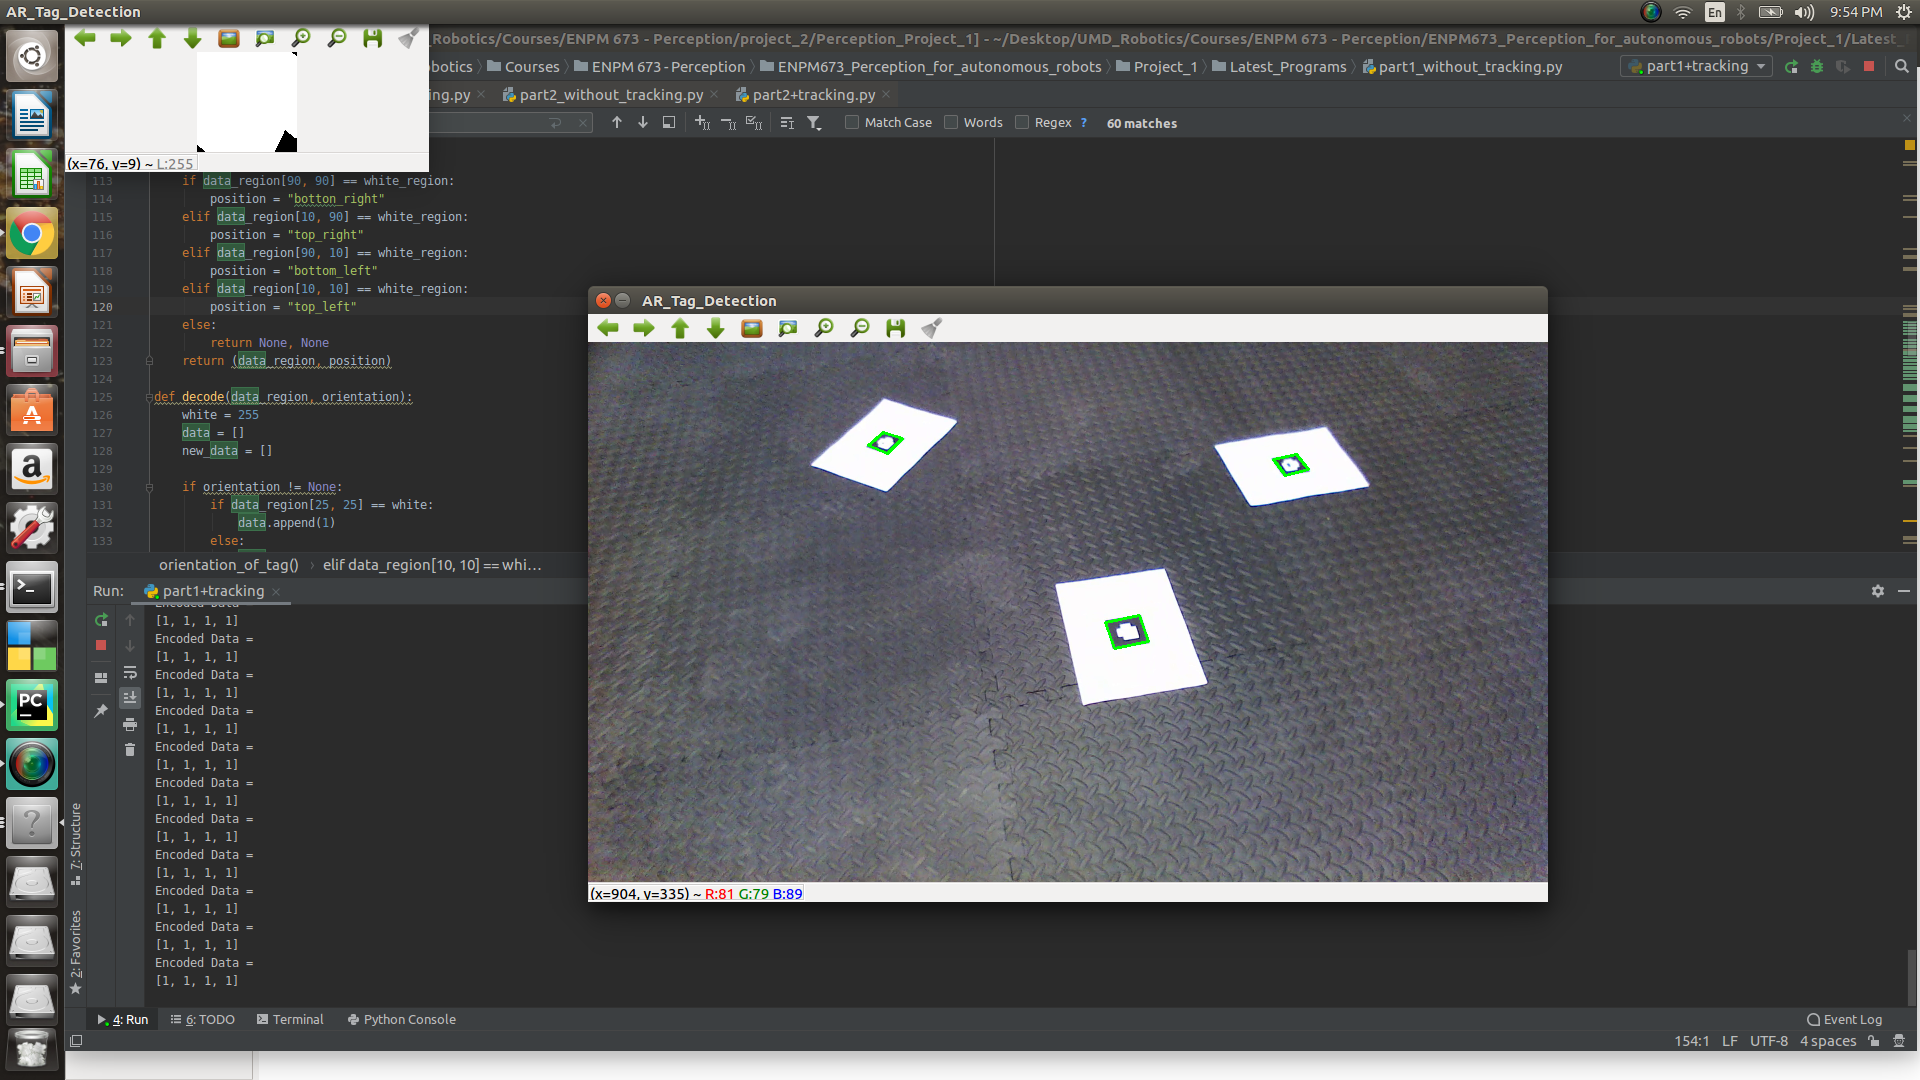 AR_Tag_Detection
En
9:54 PM
_Robotics/Courses/ENPM 673 - Perception/project_2/Perception_Project_1] - ~/Desktop/UMD_Robotics/Courses/ENPM 673 - Perception/ENPM673_Perception_for_autonomous_robots/Project_1/Latest_
obotics Courses ENPM 673 - Perception ENPM673_Perception_for_autonomous_robots Project_1 Latest_Programs part1_without_tracking.py
part1+tracking
ng.py part2_without_tracking.py part2+tracking.py
Match Case Words Regex ? 60 matches
(x=76, y=9) ~ L:255
113 if data_region[90, 90] == white_region:
114 position = "botton_right"
115 elif data_region[10, 90] == white_region:
116 position = "top_right"
117 elif data_region[90, 10] == white_region:
118 position = "bottom_left"
119 elif data_region[10, 10] == white_region:
120 position = "top_left"
121 else:
122 return None, None
123 return (data_region, position)
124
125 def decode(data_region, orientation):
126 white = 255
127 data = []
128 new_data = []
129
130 if orientation != None:
131 if data_region[25, 25] == white:
132 data.append(1)
133 else:
orientation_of_tag() › elif data_region[10, 10] == whi...
Run: part1+tracking
Encoded Data =
[1, 1, 1, 1]
Encoded Data =
[1, 1, 1, 1]
Encoded Data =
[1, 1, 1, 1]
Encoded Data =
[1, 1, 1, 1]
Encoded Data =
[1, 1, 1, 1]
Encoded Data =
[1, 1, 1, 1]
Encoded Data =
[1, 1, 1, 1]
Encoded Data =
[1, 1, 1, 1]
Encoded Data =
[1, 1, 1, 1]
Encoded Data =
[1, 1, 1, 1]
Encoded Data =
[1, 1, 1, 1]
AR_Tag_Detection
(x=904, y=335) ~ R:81 G:79 B:89
PC
7: Structure
2: Favorites
4: Run 6: TODO Terminal Python Console
Event Log
154:1 LF UTF-8 4 spaces